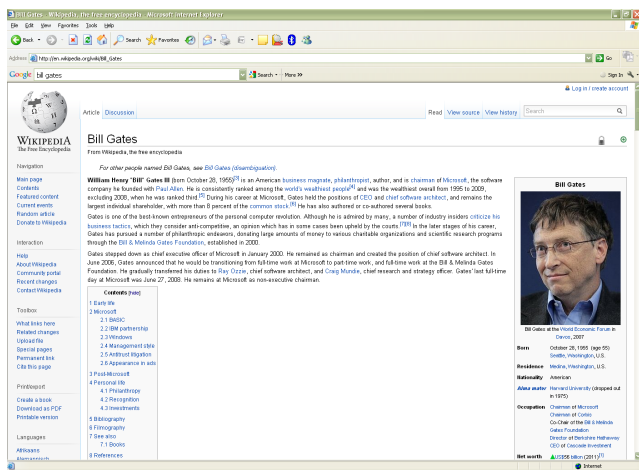 Bill Gates - Wikipedia, the free encyclopedia - Microsoft Internet Explorer
File Edit View Favorites Tools Help
Back Search Favorites
Address http://en.wikipedia.org/wiki/Bill_Gates Go
Google bill gates Search More >> Sign In
Log in / create account
Article Discussion Read View source View history Search
WIKIPEDIA
The Free Encyclopedia
Navigation
Main page
Contents
Featured content
Current events
Random article
Donate to Wikipedia
Interaction
Help
About Wikipedia
Community portal
Recent changes
Contact Wikipedia
Toolbox
What links here
Related changes
Upload file
Special pages
Permanent link
Cite this page
Print/export
Create a book
Download as PDF
Printable version
Languages
Afrikaans
Alemannisch
Bill Gates
From Wikipedia, the free encyclopedia
For other people named Bill Gates, see Bill Gates (disambiguation).
William Henry "Bill" Gates III (born October 28, 1955)[3] is an American business magnate, philanthropist, author, and is chairman of Microsoft, the software
company he founded with Paul Allen. He is consistently ranked among the world's wealthiest people[4] and was the wealthiest overall from 1995 to 2009,
excluding 2008, when he was ranked third.[5] During his career at Microsoft, Gates held the positions of CEO and chief software architect, and remains the
largest individual shareholder, with more than 8 percent of the common stock.[6] He has also authored or co-authored several books.
Gates is one of the best-known entrepreneurs of the personal computer revolution. Although he is admired by many, a number of industry insiders criticize his
business tactics, which they consider anti-competitive, an opinion which has in some cases been upheld by the courts.[7][8] In the later stages of his career,
Gates has pursued a number of philanthropic endeavors, donating large amounts of money to various charitable organizations and scientific research programs
through the Bill & Melinda Gates Foundation, established in 2000.
Gates stepped down as chief executive officer of Microsoft in January 2000. He remained as chairman and created the position of chief software architect. In
June 2006, Gates announced that he would be transitioning from full-time work at Microsoft to part-time work, and full-time work at the Bill & Melinda Gates
Foundation. He gradually transferred his duties to Ray Ozzie, chief software architect, and Craig Mundie, chief research and strategy officer. Gates' last full-time
day at Microsoft was June 27, 2008. He remains at Microsoft as non-executive chairman.
Contents [hide]
1 Early life
2 Microsoft
2.1 BASIC
2.2 IBM partnership
2.3 Windows
2.4 Management style
2.5 Antitrust litigation
2.6 Appearance in ads
3 Post-Microsoft
4 Personal life
4.1 Philanthropy
4.2 Recognition
4.3 Investments
5 Bibliography
6 Filmography
7 See also
7.1 Books
8 References
Bill Gates
Bill Gates at the World Economic Forum in
Davos, 2007
Born October 28, 1955 (age 55)
Seattle, Washington, U.S.
Residence Medina, Washington, U.S.
Nationality American
Alma mater Harvard University (dropped out
in 1975)
Occupation Chairman of Microsoft
Chairman of Corbis
Co-Chair of the Bill & Melinda
Gates Foundation
Director of Berkshire Hathaway
CEO of Cascade Investment
Net worth ▲US$56 billion (2011)[1]
Internet